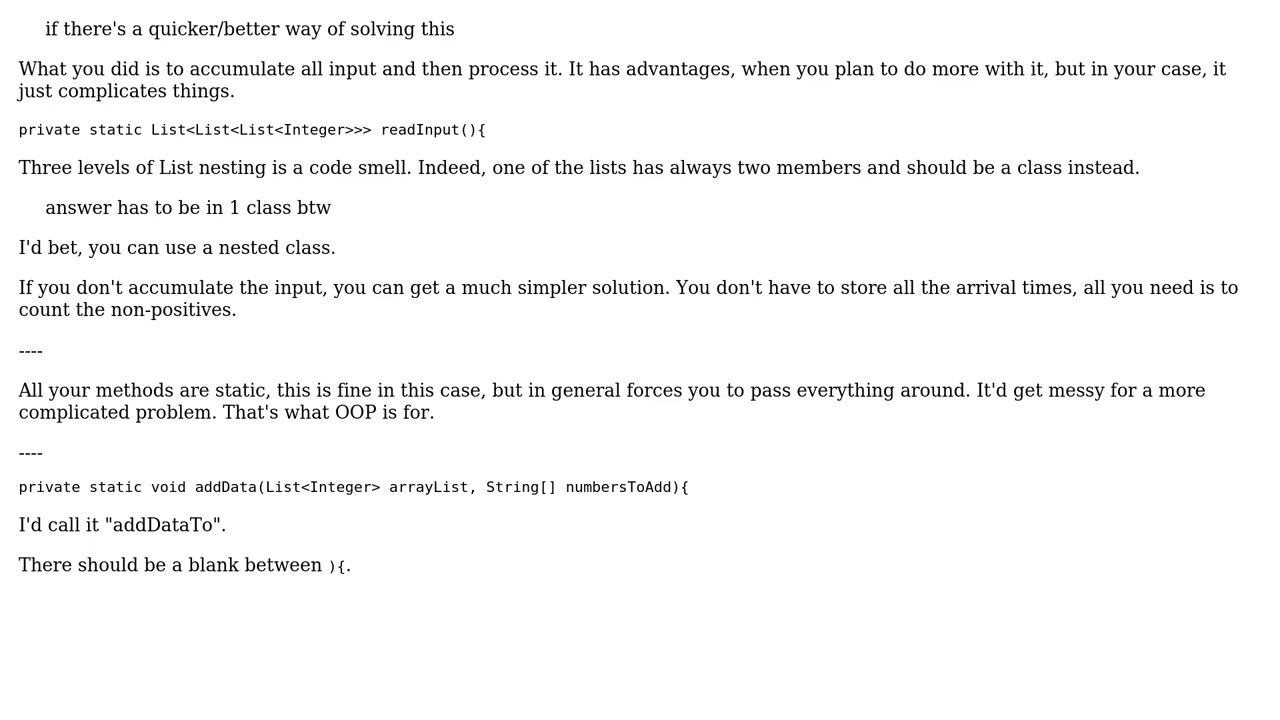 if there's a quicker/better way of solving this
What you did is to accumulate all input and then process it. It has advantages, when you plan to do more with it, but in your case, it
just complicates things.
private static List<List<List<Integer>>> readInput(){
Three levels of List nesting is a code smell. Indeed, one of the lists has always two members and should be a class instead.
answer has to be in 1 class btw
I'd bet, you can use a nested class.
If you don't accumulate the input, you can get a much simpler solution. You don't have to store all the arrival times, all you need is to
count the non-positives.
----
All your methods are static, this is fine in this case, but in general forces you to pass everything around. It'd get messy for a more
complicated problem. That's what OOP is for.
----
private static void addData(List<Integer> arrayList, String[] numbersToAdd){
I'd call it "addDataTo".
There should be a blank between ){.